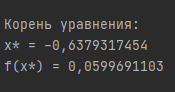 Корень уравнения:
x* = -0,6379317454
f(x*) = 0,0599691103